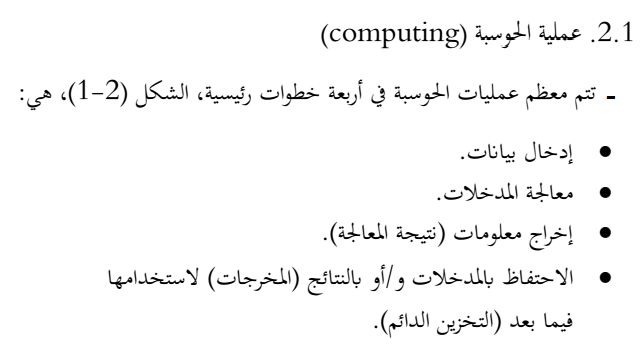 2.1. عملية الحوسبة (computing)
- تتم معظم عمليات الحوسبة في أربعة خطوات رئيسية، الشكل (2-1)، هي:
● إدخال بيانات.
● معالجة المدخلات.
● إخراج معلومات (نتيجة المعالجة).
● الاحتفاظ بالمدخلات و/أو بالنتائج (المخرجات) لاستخدامها
فيما بعد (التخزين الدائم).